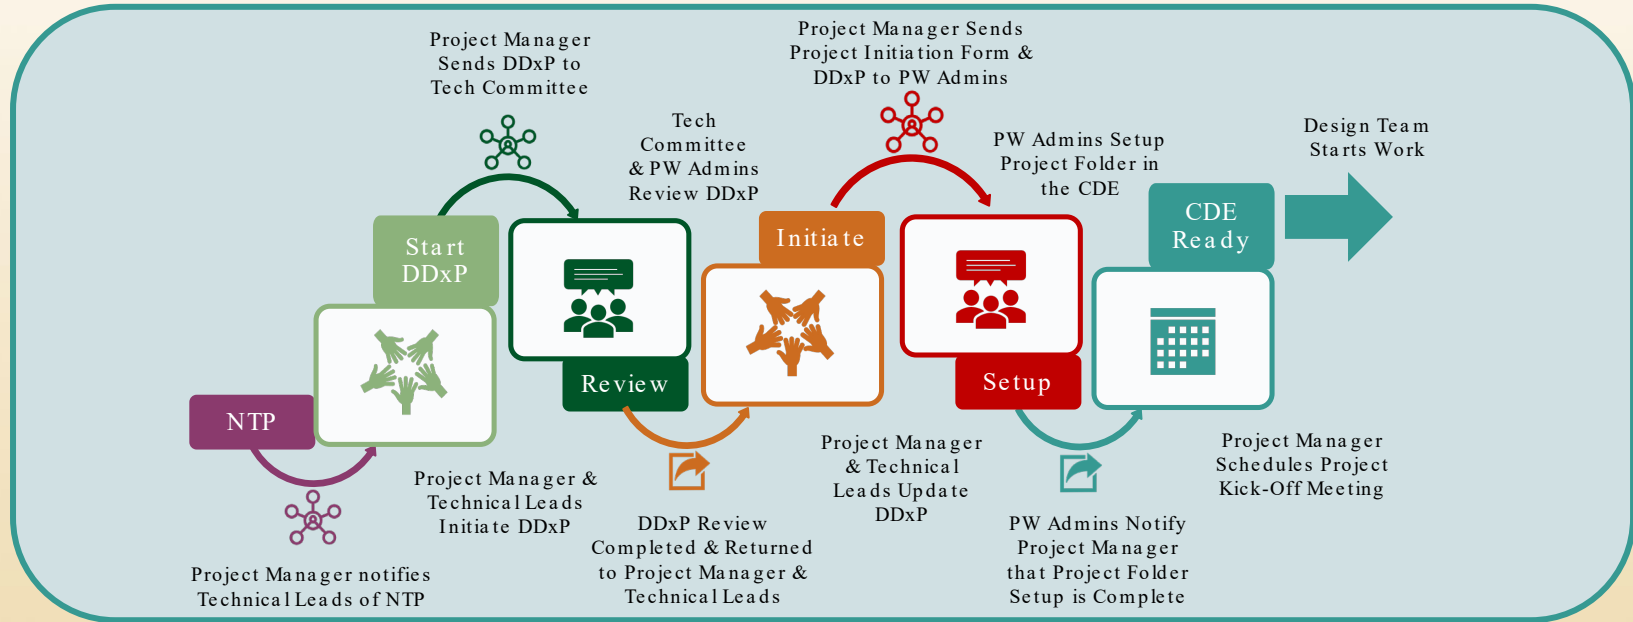 NTP
Project Manager notifies
Technical Leads of NTP
Start
DDxP
Project Manager &
Technical Leads
Initiate DDxP
Project Manager
Sends DDxP to
Tech Committee
Review
Tech
Committee
& PW Admins
Review DDxP
DDxP Review
Completed & Returned
to Project Manager &
Technical Leads
Initiate
Project Manager
& Technical
Leads Update
DDxP
Project Manager Sends
Project Initiation Form &
DDxP to PW Admins
Setup
PW Admins Setup
Project Folder in
the CDE
PW Admins Notify
Project Manager
that Project Folder
Setup is Complete
CDE
Ready
Project Manager
Schedules Project
Kick-Off Meeting
Design Team
Starts Work